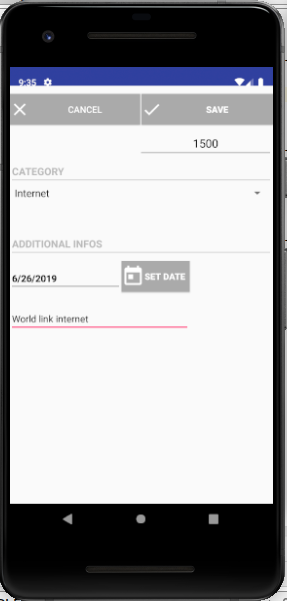 9:35
CANCEL SAVE
1500
CATEGORY
Internet
ADDITIONAL INFOS
6/26/2019 SET DATE
World link internet